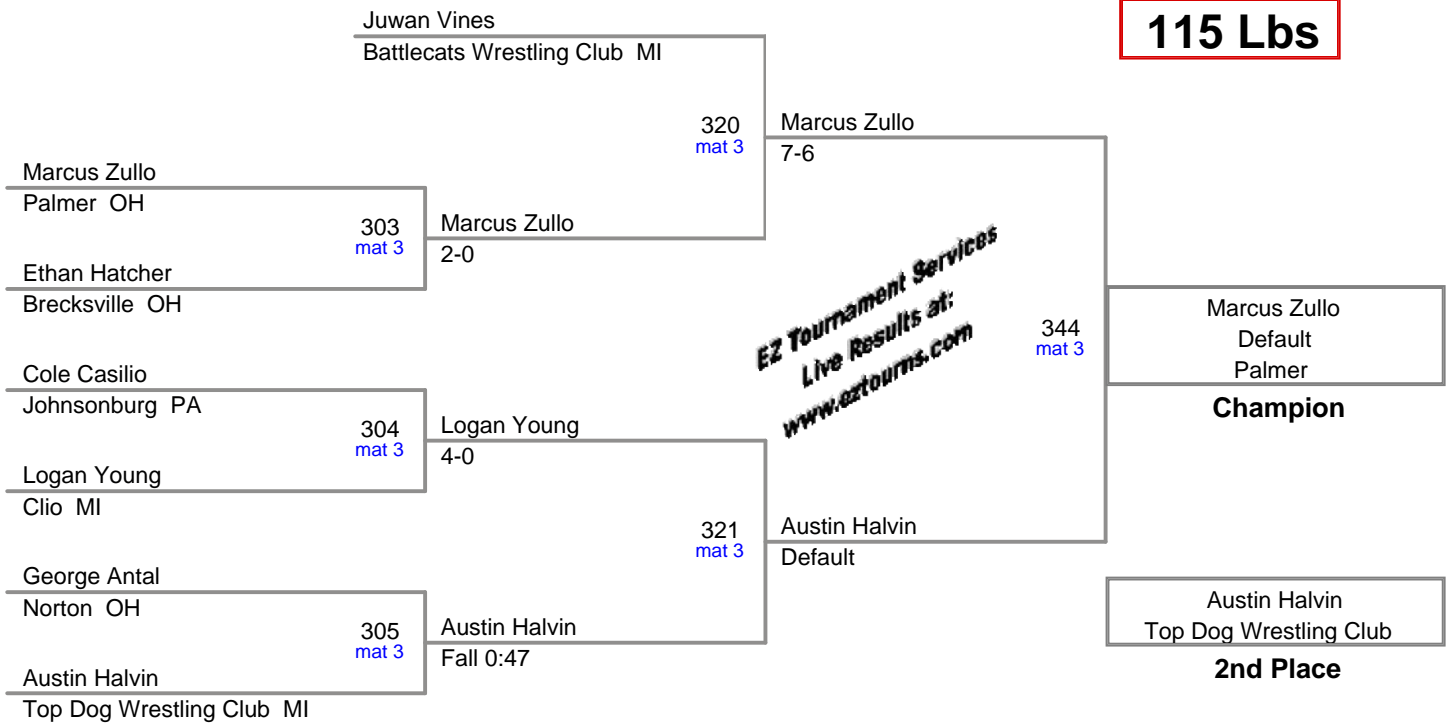 115 Lbs
Juwan Vines
Battlecats Wrestling Club  MI
320
mat 3
Marcus Zullo
7-6
Marcus Zullo
Palmer  OH
303
mat 3
Marcus Zullo
2-0
Ethan Hatcher
Brecksville  OH
EZ Tournament Services
Live Results at:
www.eztourns.com
344
mat 3
Marcus Zullo
Default
Palmer
Champion
Cole Casilio
Johnsonburg  PA
304
mat 3
Logan Young
4-0
Logan Young
Clio  MI
321
mat 3
Austin Halvin
Default
George Antal
Norton  OH
305
mat 3
Austin Halvin
Fall 0:47
Austin Halvin
Top Dog Wrestling Club  MI
Austin Halvin
Top Dog Wrestling Club
2nd Place